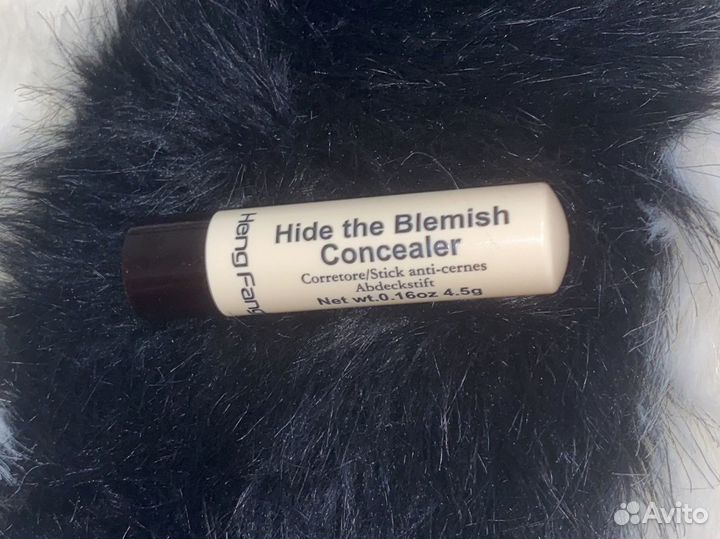 Heng Fang
Hide the Blemish
Concealer
Corretore/Stick anti-cernes
Abdeckstift
Net wt.0.16oz 4.5g
Avito